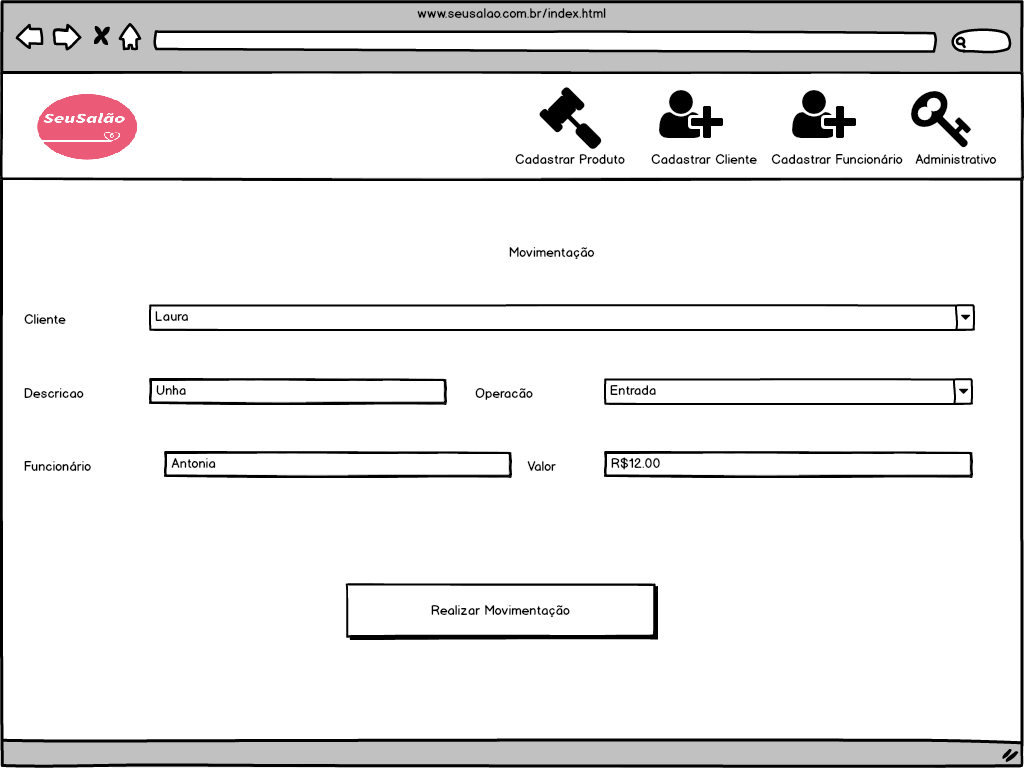 www.seusalao.com.br/index.html
SeuSalão
Cadastrar Produto
Cadastrar Cliente
Cadastrar Funcionário
Administrativo
Movimentação
Cliente
Laura
Descricao
Unha
Operacão
Entrada
Funcionário
Antonia
Valor
R$12.00
Realizar Movimentação